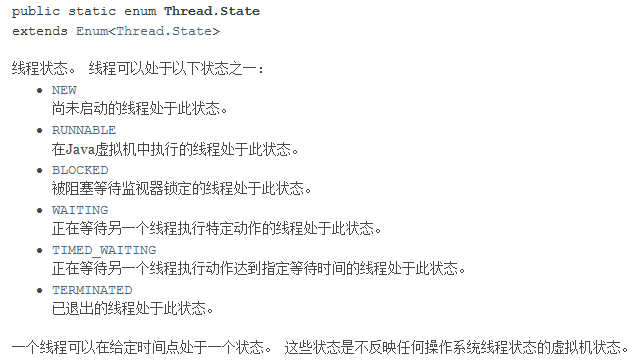 public static enum Thread.State
extends Enum<Thread.State>
线程状态。 线程可以处于以下状态之一：
• NEW
尚未启动的线程处于此状态。
• RUNNABLE
在Java虚拟机中执行的线程处于此状态。
• BLOCKED
被阻塞等待监视器锁定的线程处于此状态。
• WAITING
正在等待另一个线程执行特定动作的线程处于此状态。
• TIMED_WAITING
正在等待另一个线程执行动作达到指定等待时间的线程处于此状态。
• TERMINATED
已退出的线程处于此状态。
一个线程可以在给定时间点处于一个状态。 这些状态是不反映任何操作系统线程状态的虚拟机状态。